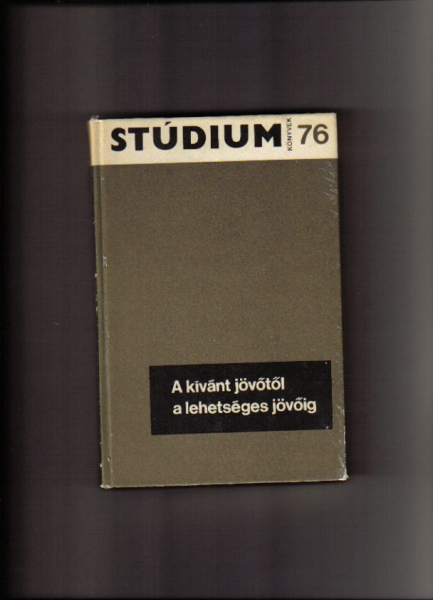 STÚDIUM KÖNYVEK 76
A kívánt jövőtől
a lehetséges jövőig